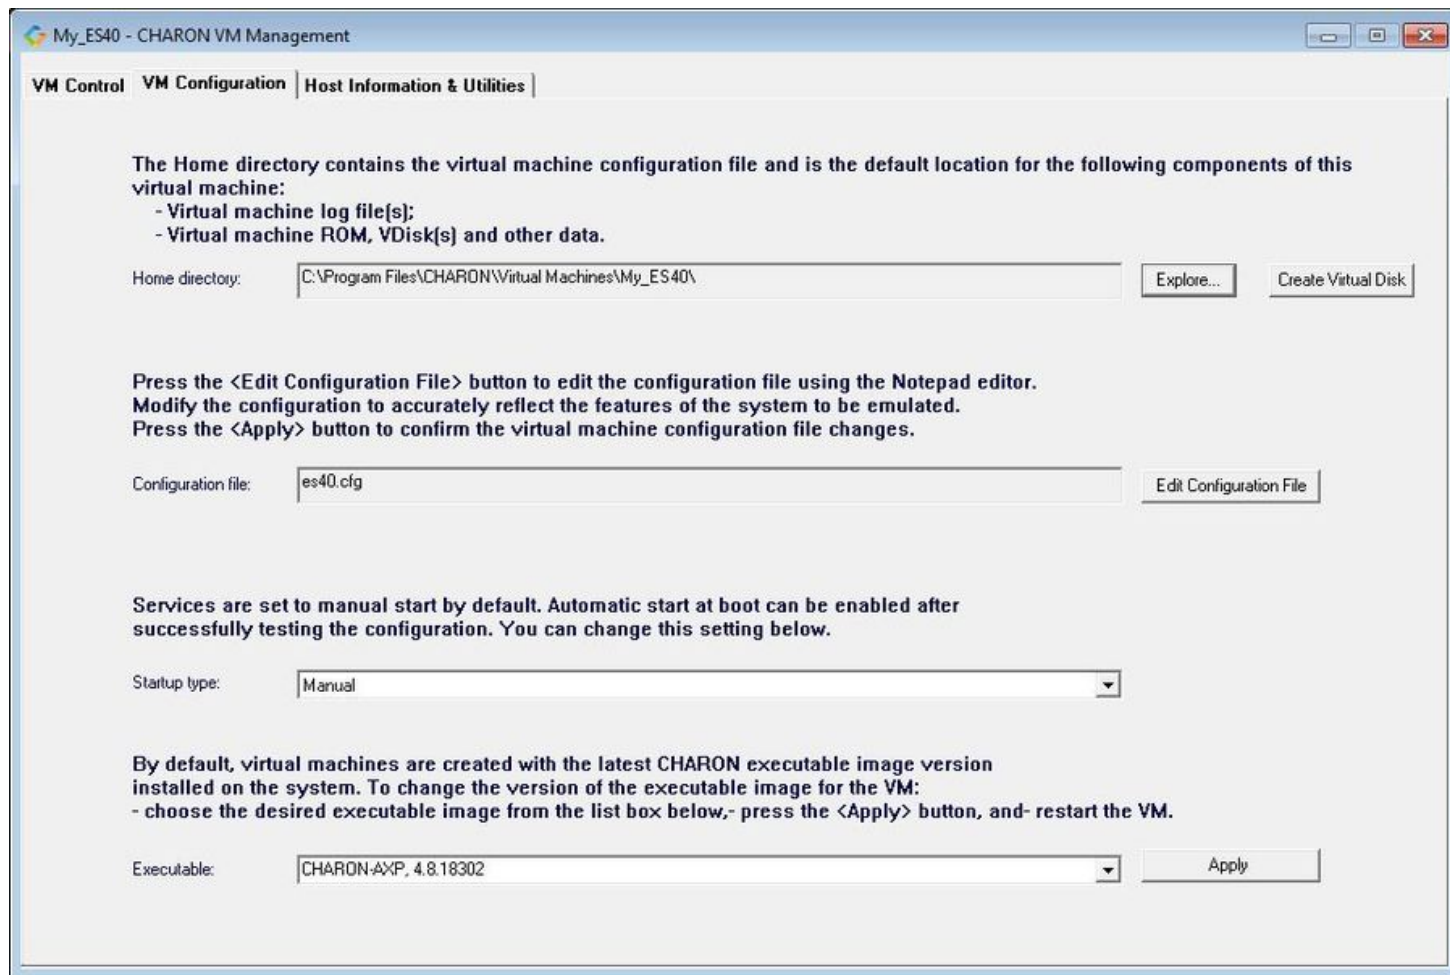 My_ES40 - CHARON VM Management
VM Control VM Configuration Host Information & Utilities
The Home directory contains the virtual machine configuration file and is the default location for the following components of this
virtual machine:
- Virtual machine log file(s);
- Virtual machine ROM, VDisk(s) and other data.
Home directory: C:\Program Files\CHARON\Virtual Machines\My_ES40\ Explore... Create Virtual Disk
Press the <Edit Configuration File> button to edit the configuration file using the Notepad editor.
Modify the configuration to accurately reflect the features of the system to be emulated.
Press the <Apply> button to confirm the virtual machine configuration file changes.
Configuration file: es40.cfg Edit Configuration File
Services are set to manual start by default. Automatic start at boot can be enabled after
successfully testing the configuration. You can change this setting below.
Startup type: Manual
By default, virtual machines are created with the latest CHARON executable image version
installed on the system. To change the version of the executable image for the VM:
- choose the desired executable image from the list box below,- press the <Apply> button, and- restart the VM.
Executable: CHARON-AXP, 4.8.18302 Apply